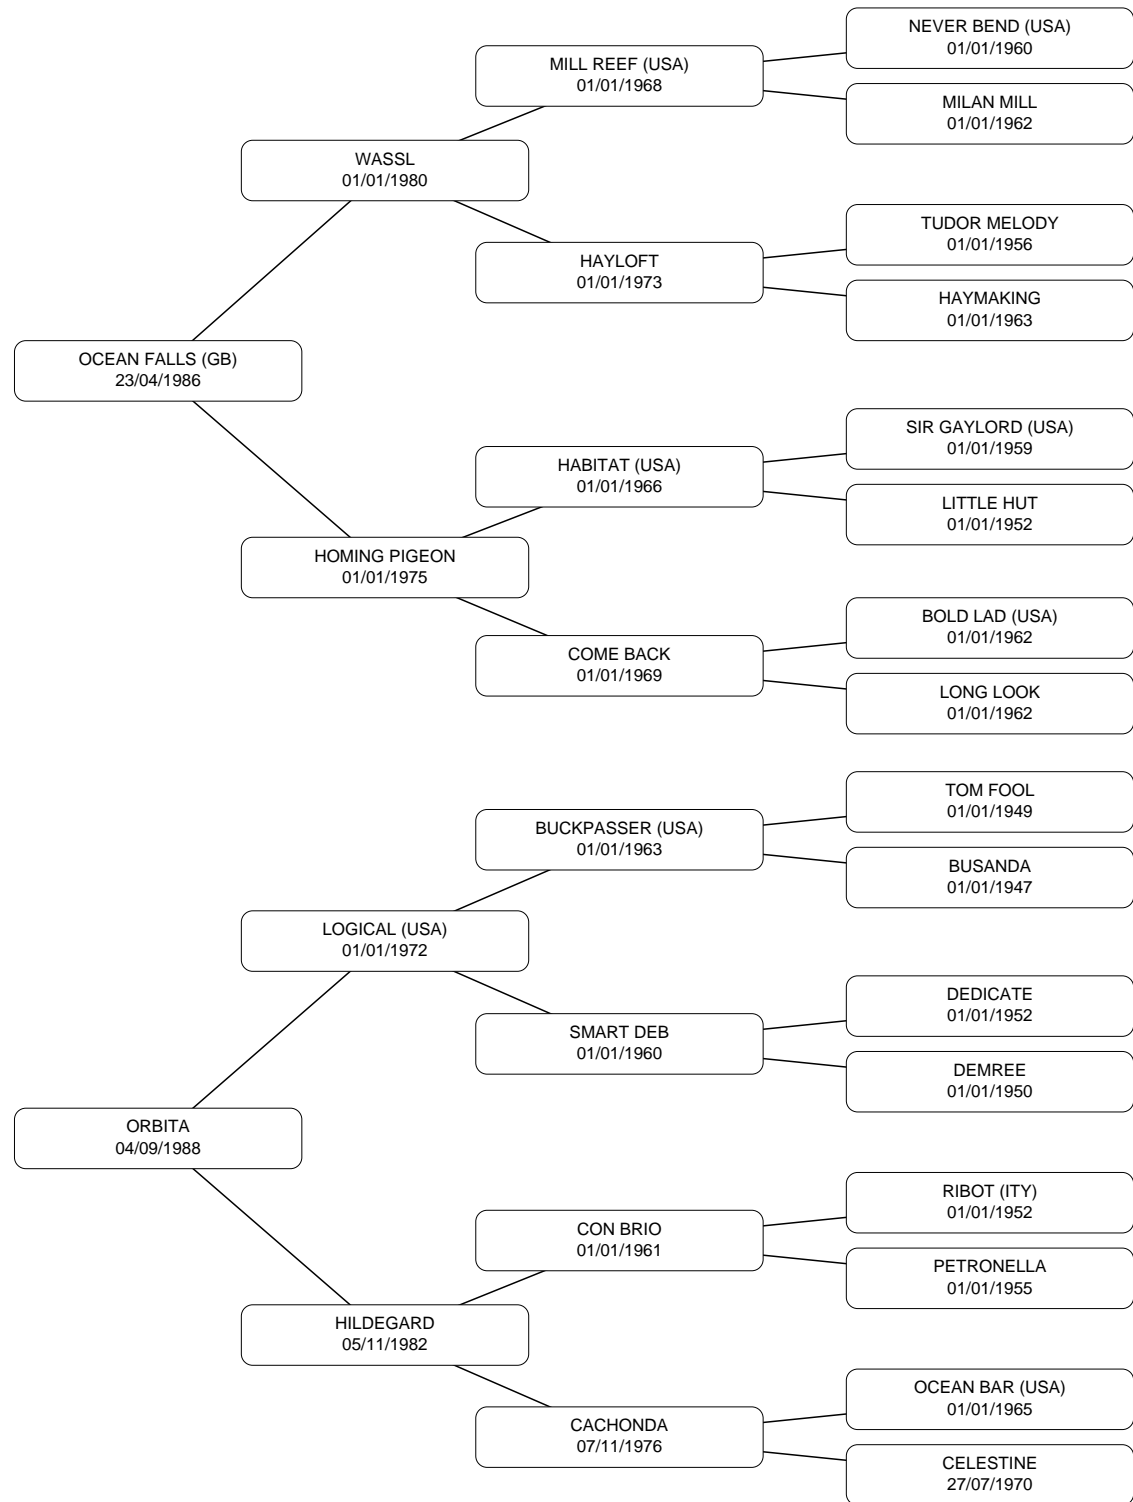 NEVER BEND (USA)
01/01/1960
MILL REEF (USA)
01/01/1968
MILAN MILL
01/01/1962
WASSL
01/01/1980
TUDOR MELODY
01/01/1956
HAYLOFT
01/01/1973
HAYMAKING
01/01/1963
OCEAN FALLS (GB)
23/04/1986
SIR GAYLORD (USA)
01/01/1959
HABITAT (USA)
01/01/1966
LITTLE HUT
01/01/1952
HOMING PIGEON
01/01/1975
BOLD LAD (USA)
01/01/1962
COME BACK
01/01/1969
LONG LOOK
01/01/1962
TOM FOOL
01/01/1949
BUCKPASSER (USA)
01/01/1963
BUSANDA
01/01/1947
LOGICAL (USA)
01/01/1972
DEDICATE
01/01/1952
SMART DEB
01/01/1960
DEMREE
01/01/1950
ORBITA
04/09/1988
RIBOT (ITY)
01/01/1952
CON BRIO
01/01/1961
PETRONELLA
01/01/1955
HILDEGARD
05/11/1982
OCEAN BAR (USA)
01/01/1965
CACHONDA
07/11/1976
CELESTINE
27/07/1970